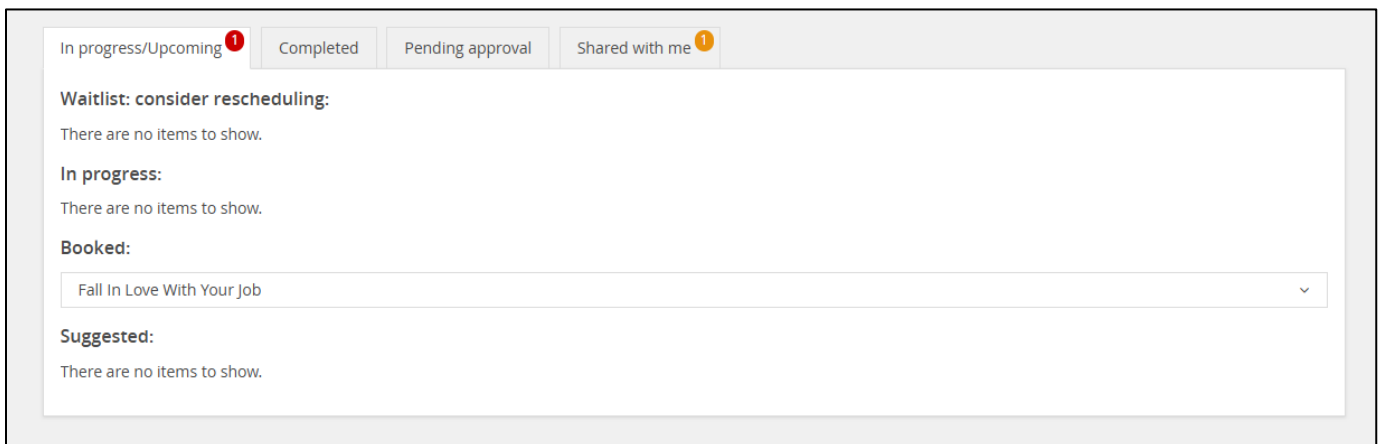 In progress/Upcoming 1 Completed Pending approval Shared with me 1
Waitlist: consider rescheduling:
There are no items to show.
In progress:
There are no items to show.
Booked:
Fall In Love With Your Job
Suggested:
There are no items to show.